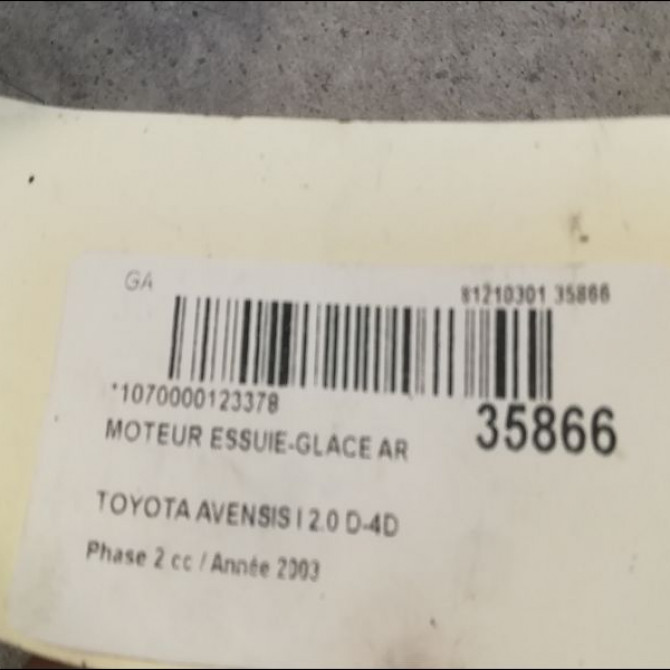 GA
81210301 35866
*1070000123378
35866
MOTEUR ESSUIE-GLACE AR
TOYOTA AVENSIS I 2.0 D-4D
Phase 2 cc / Année 2003